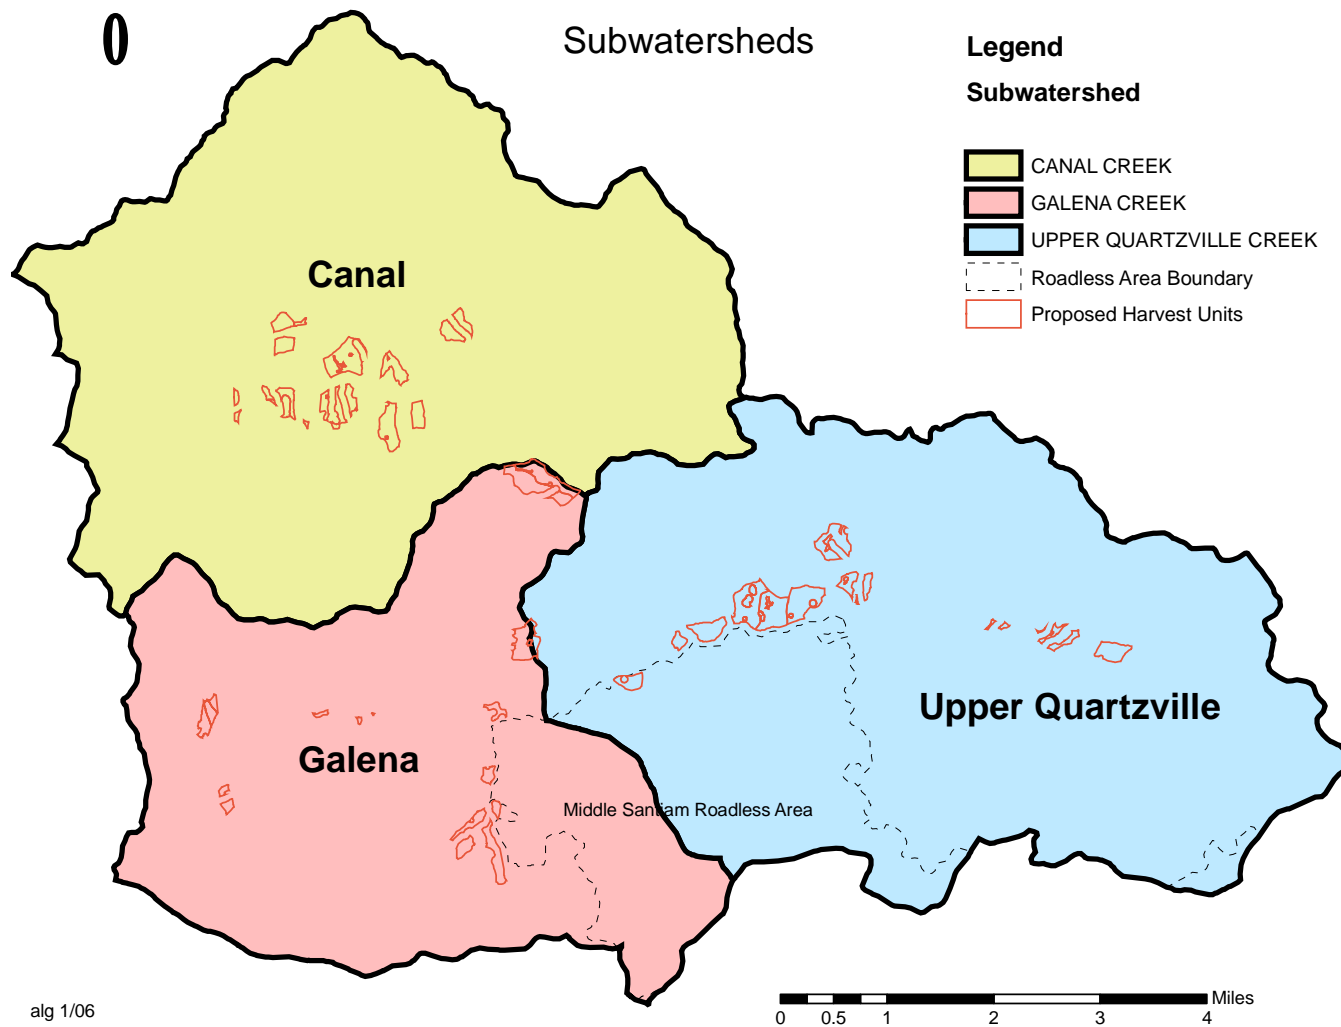 0
Subwatersheds
Legend
Subwatershed
CANAL CREEK
GALENA CREEK
UPPER QUARTZVILLE CREEK
Roadless Area Boundary
Proposed Harvest Units
Canal
Upper Quartzville
Galena
Middle Santiam Roadless Area
alg 1/06
Miles
0 0.5 1 2 3 4